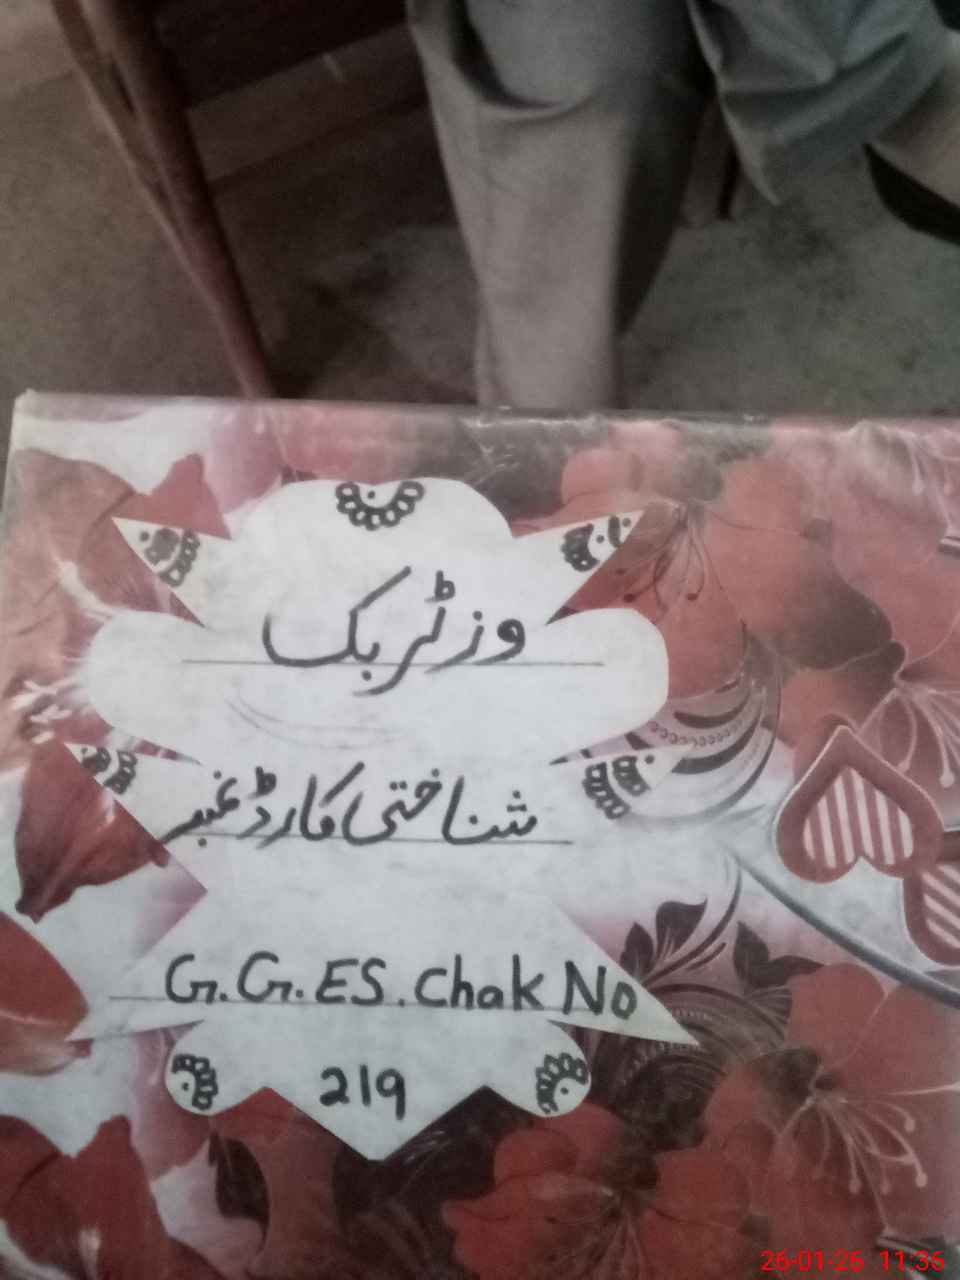 وزٹر بک
شناختی کارڈ نمبر
G.G.ES.Chak No
219
26-01-26 11:36